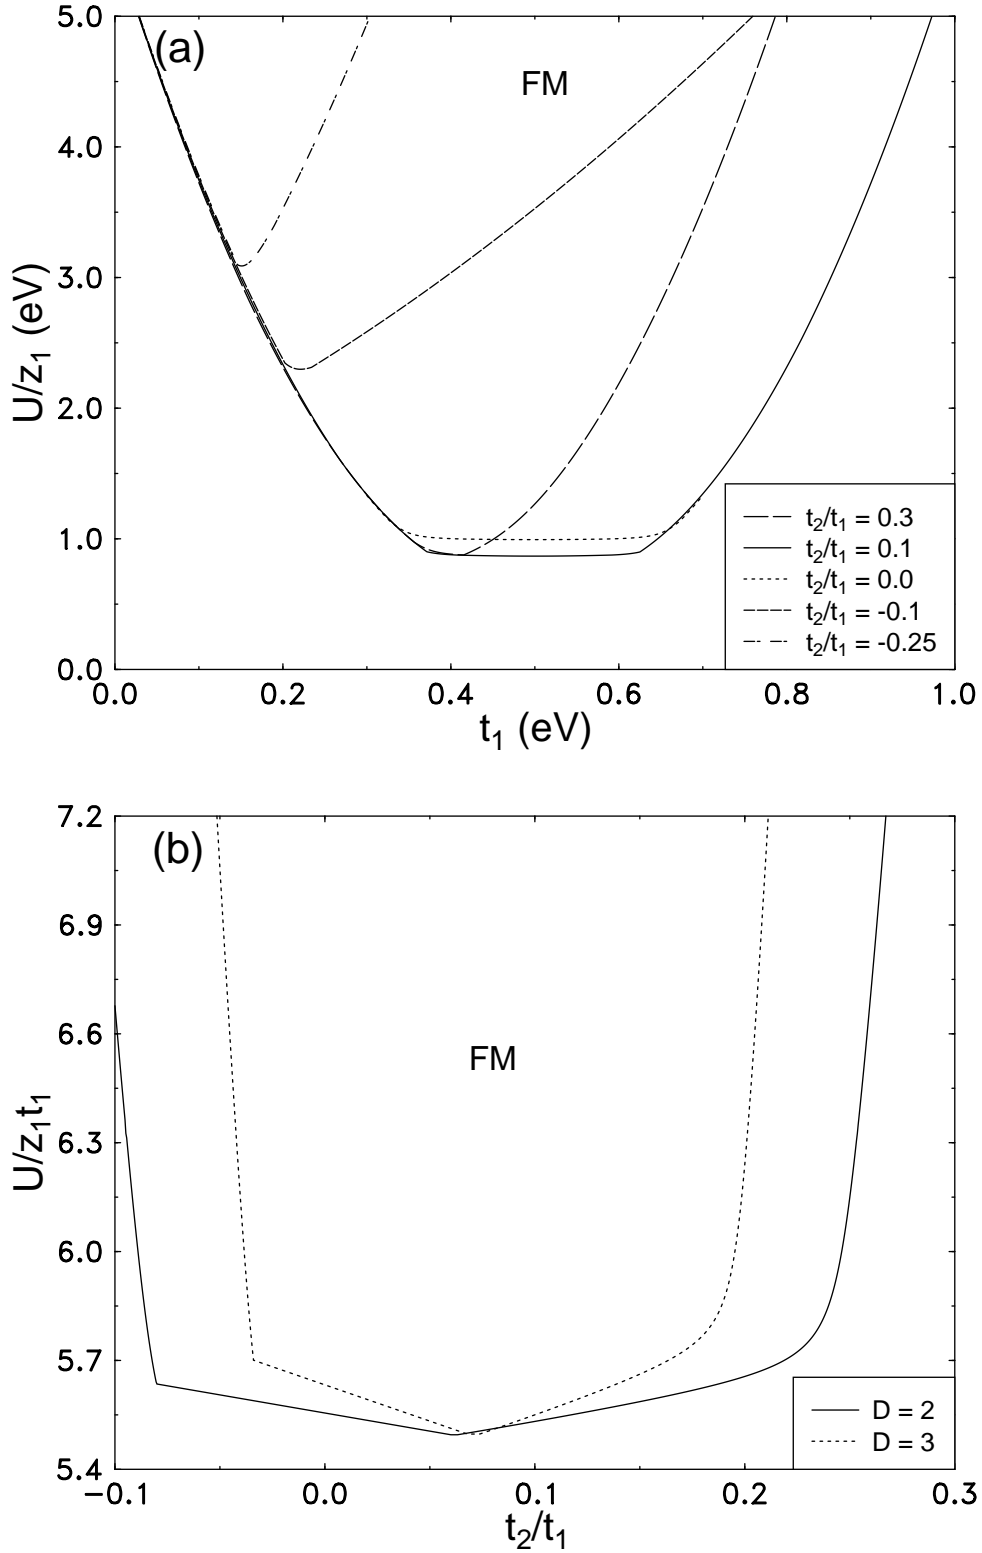 (a)
FM
5.0
4.0
3.0
2.0
1.0
0.0
U/z₁ (eV)
t₂/t₁ = 0.3
t₂/t₁ = 0.1
t₂/t₁ = 0.0
t₂/t₁ = -0.1
t₂/t₁ = -0.25
0.0 0.2 0.4 0.6 0.8 1.0
t₁ (eV)
(b)
FM
7.2
6.9
6.6
6.3
6.0
5.7
5.4
U/z₁t₁
D = 2
D = 3
−0.1 0.0 0.1 0.2 0.3
t₂/t₁